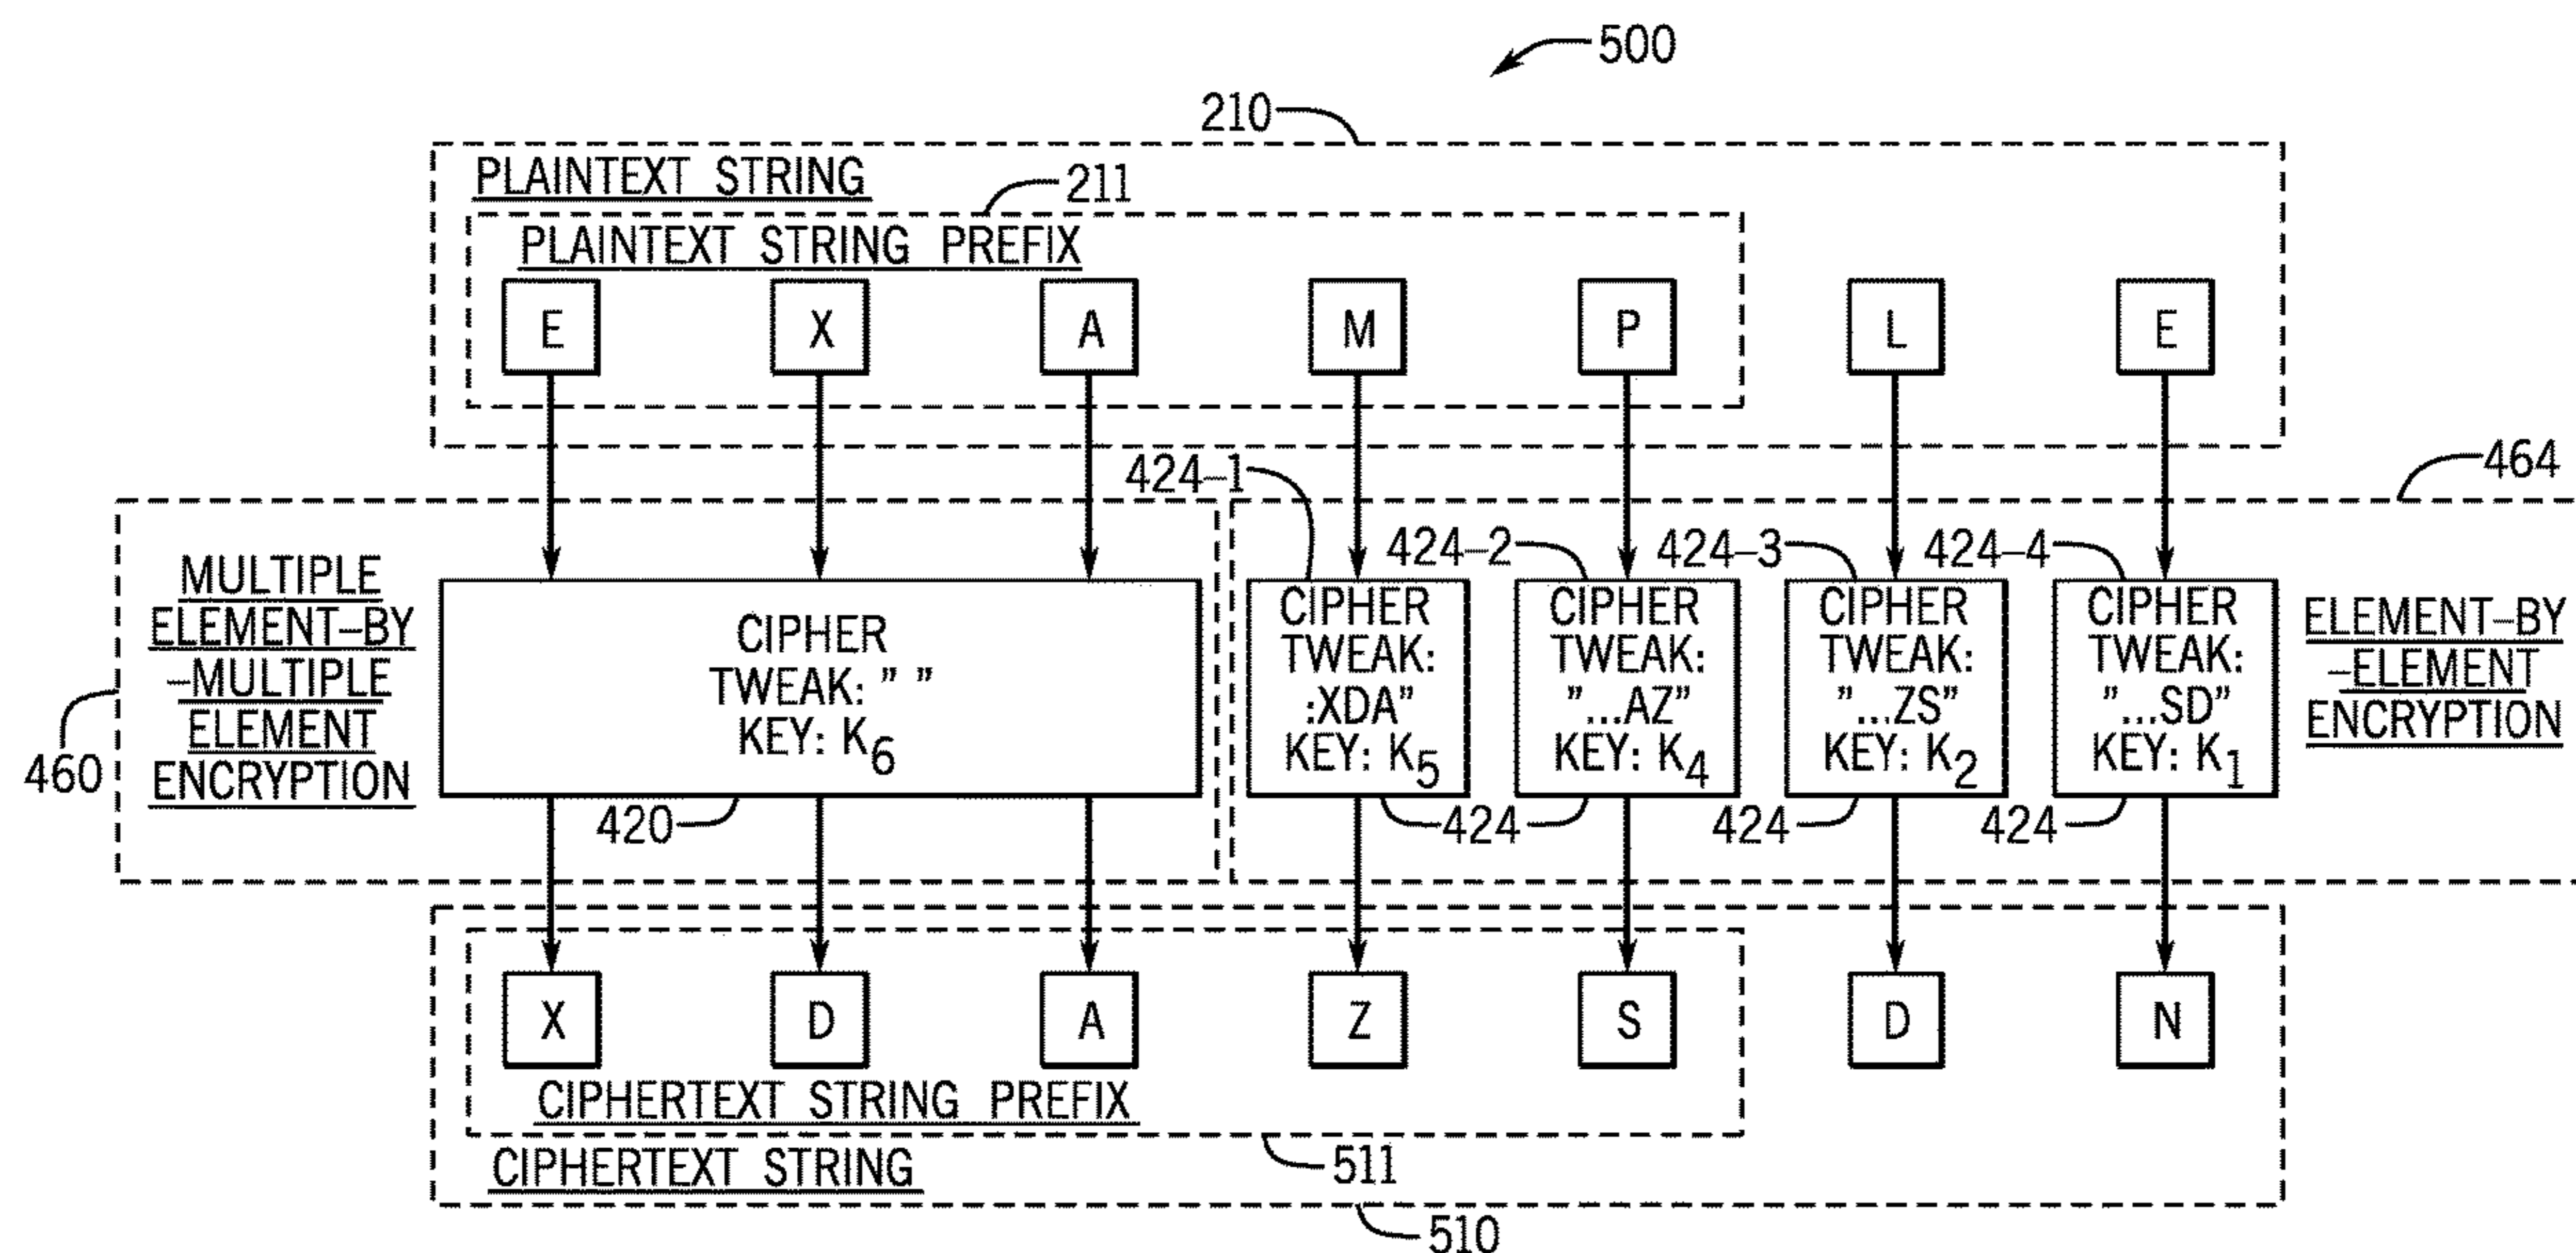 500
210
PLAINTEXT STRING
211
PLAINTEXT STRING PREFIX
E X A M P L E
424-1
464
424-2 424-3 424-4
MULTIPLE
ELEMENT-BY
-MULTIPLE
ELEMENT
ENCRYPTION
460
CIPHER
TWEAK: " "
KEY: K6
420
CIPHER
TWEAK:
:XDA"
KEY: K5
CIPHER
TWEAK:
"...AZ"
KEY: K4
CIPHER
TWEAK:
"...ZS"
KEY: K2
CIPHER
TWEAK:
"...SD"
KEY: K1
ELEMENT-BY
-ELEMENT
ENCRYPTION
424 424 424
X D A Z S D N
CIPHERTEXT STRING PREFIX
CIPHERTEXT STRING
511
510